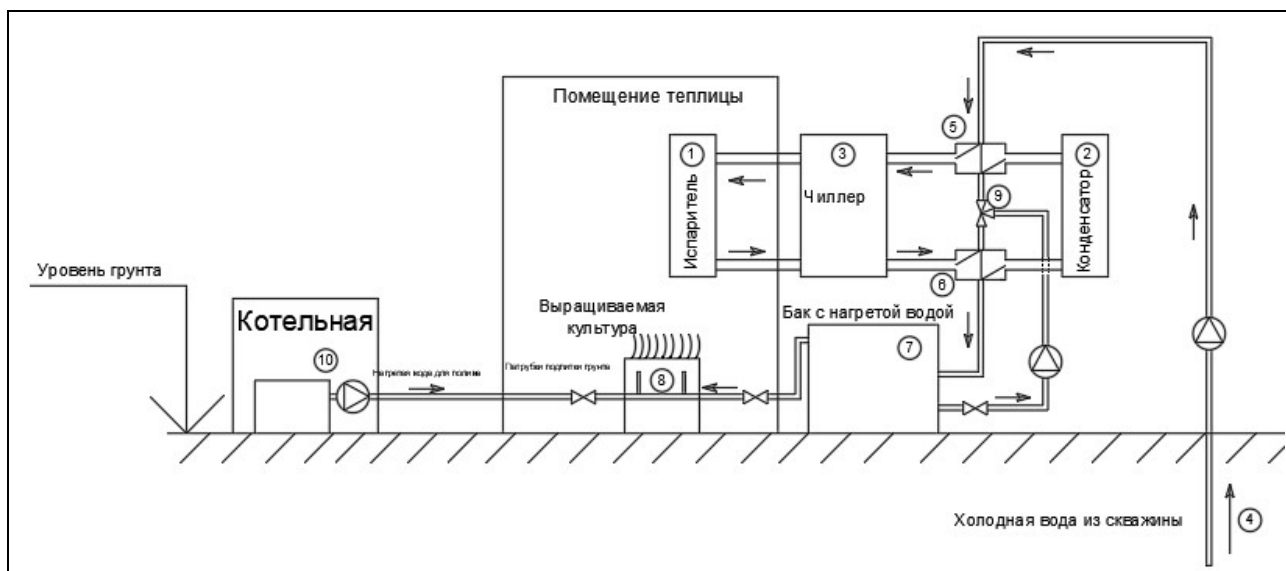 Помещение теплицы
5
1
3
2
Испаритель
Чиллер
9
Конденсатор
Уровень грунта
6
Котельная
Выращиваемая
культура
Бак с нагретой водой
10
7
Нагретая вода для полива
Патрубки подпитки грунта
8
Холодная вода из скважины
4